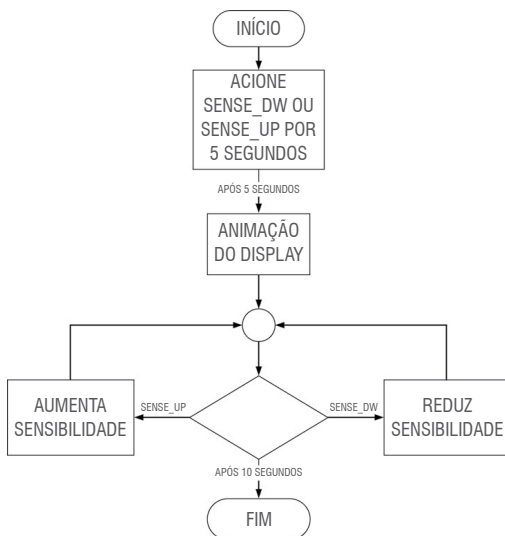 INÍCIO
ACIONE
SENSE_DW OU
SENSE_UP POR
5 SEGUNDOS
APÓS 5 SEGUNDOS
ANIMAÇÃO
DO DISPLAY
AUMENTA
SENSIBILIDADE
SENSE_UP
SENSE_DW
REDUZ
SENSIBILIDADE
APÓS 10 SEGUNDOS
FIM